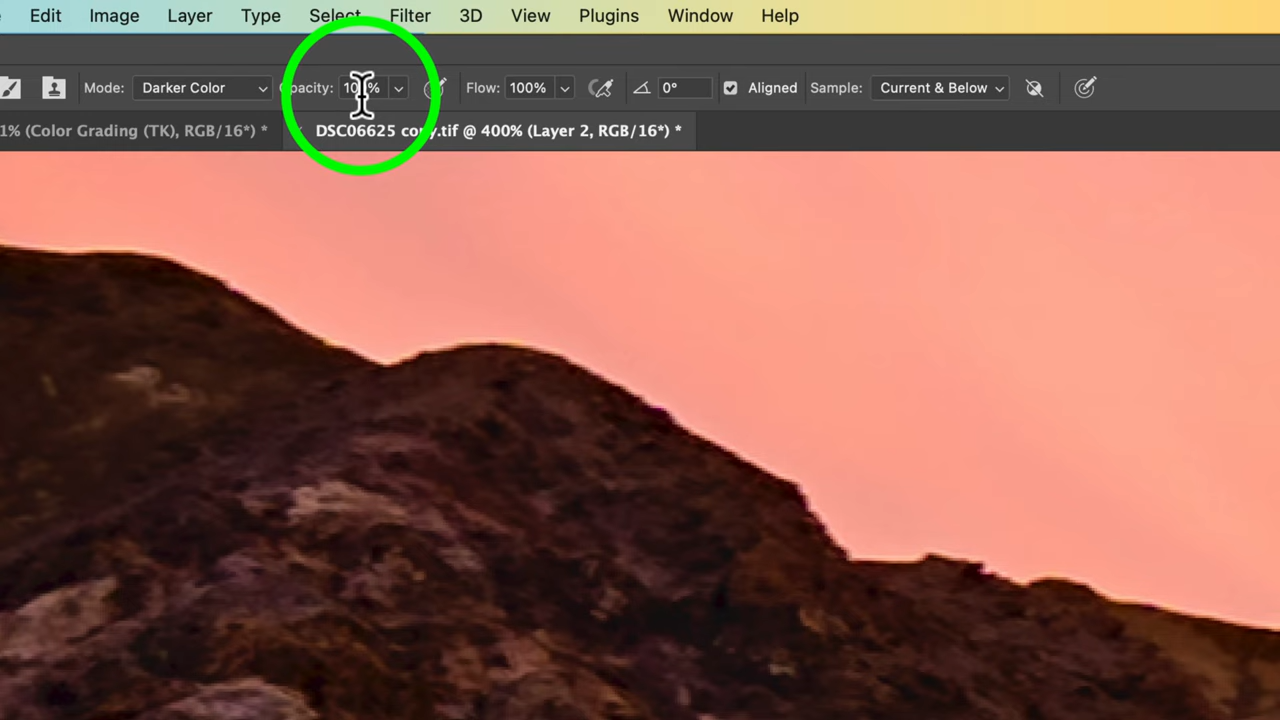 Edit Image Layer Type Select Filter 3D View Plugins Window Help
Mode: Darker Color Opacity: Flow: 100% 0° Aligned Sample: Current & Below
1% (Color Grading (TK), RGB/16*) * DSC06625 copy.tif @ 400% (Layer 2, RGB/16*) *